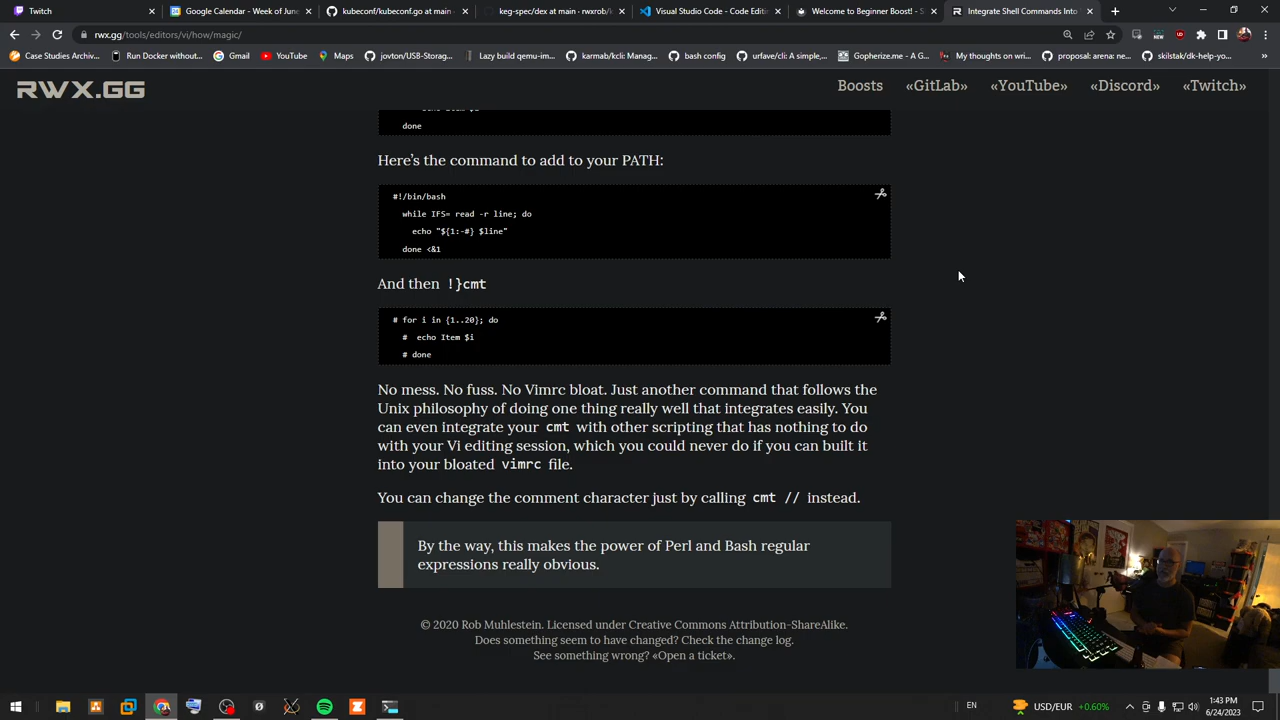 Twitch
Google Calendar - Week of June
kubeconf/kubeconf.go at main
keg-spec/dex at main · rwxrob/k
Visual Studio Code - Code Editin
Welcome to Beginner Boost! - S
Integrate Shell Commands Into
rwx.gg/tools/editors/vi/how/magic/
Case Studies Archiv...
Run Docker without...
Gmail
YouTube
Maps
jovton/USB-Storag...
Lazy build qemu-im...
karmab/kcli: Manag...
bash config
urfave/cli: A simple,...
Gopherize.me - A G...
My thoughts on wri...
proposal: arena: ne...
skilstak/dk-help-yo...
RWX.GG
Boosts
«GitLab»
«YouTube»
«Discord»
«Twitch»
done
Here's the command to add to your PATH:
#!/bin/bash
while IFS= read -r line; do
echo "${1:-#} $line"
done <&1
And then !}cmt
# for i in {1..20}; do
#  echo Item $i
# done
No mess. No fuss. No Vimrc bloat. Just another command that follows the
Unix philosophy of doing one thing really well that integrates easily. You
can even integrate your cmt with other scripting that has nothing to do
with your Vi editing session, which you could never do if you can built it
into your bloated vimrc file.
You can change the comment character just by calling cmt // instead.
By the way, this makes the power of Perl and Bash regular
expressions really obvious.
© 2020 Rob Muhlestein. Licensed under Creative Commons Attribution-ShareAlike.
Does something seem to have changed? Check the change log.
See something wrong? «Open a ticket».
EN
USD/EUR +0.60%
1:43 PM
6/24/2023